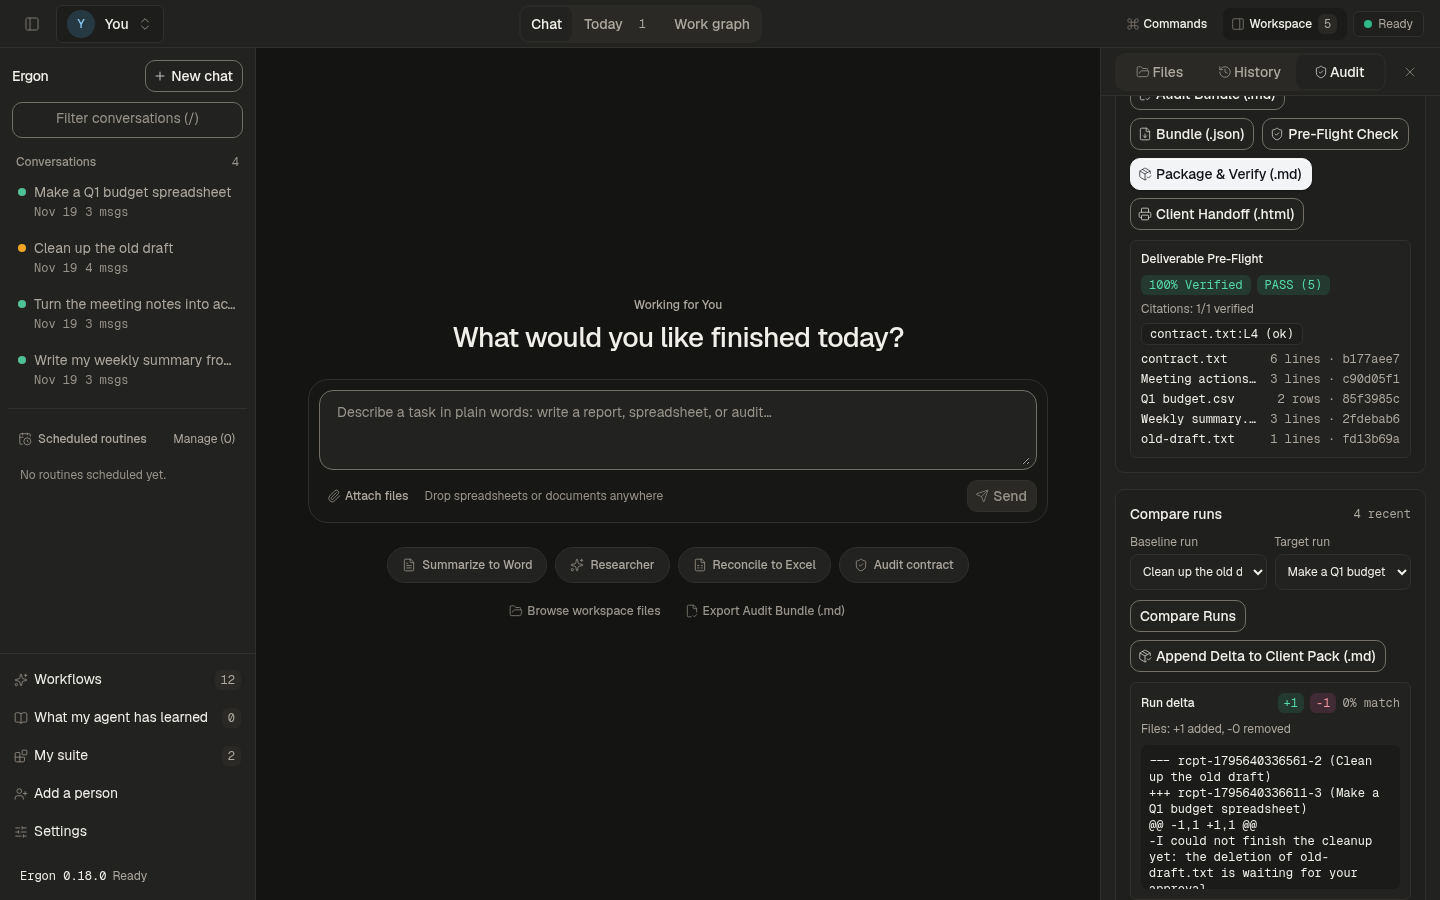 Y You
Chat
Today 1
Work graph
Commands
Workspace 5
Ready
Ergon
New chat
Filter conversations (/)
Conversations 4
Make a Q1 budget spreadsheet
Nov 19 3 msgs
Clean up the old draft
Nov 19 4 msgs
Turn the meeting notes into ac…
Nov 19 3 msgs
Write my weekly summary fro…
Nov 19 3 msgs
Scheduled routines
Manage (0)
No routines scheduled yet.
Workflows 12
What my agent has learned 0
My suite 2
Add a person
Settings
Ergon 0.18.0 Ready
Working for You
What would you like finished today?
Describe a task in plain words: write a report, spreadsheet, or audit…
Attach files
Drop spreadsheets or documents anywhere
Send
Summarize to Word
Researcher
Reconcile to Excel
Audit contract
Browse workspace files
Export Audit Bundle (.md)
Files
History
Audit
Audit Bundle (.md)
Bundle (.json)
Pre-Flight Check
Package & Verify (.md)
Client Handoff (.html)
Deliverable Pre-Flight
100% Verified
PASS (5)
Citations: 1/1 verified
contract.txt:L4 (ok)
contract.txt 6 lines · b177aee7
Meeting actions… 3 lines · c90d05f1
Q1 budget.csv 2 rows · 85f3985c
Weekly summary.… 3 lines · 2fdebab6
old-draft.txt 1 lines · fd13b69a
Compare runs 4 recent
Baseline run
Target run
Clean up the old d
Make a Q1 budget
Compare Runs
Append Delta to Client Pack (.md)
Run delta +1 -1 0% match
Files: +1 added, -0 removed
--- rcpt-1795640336561-2 (Clean
up the old draft)
+++ rcpt-1795640336611-3 (Make a
Q1 budget spreadsheet)
@@ -1,1 +1,1 @@
-I could not finish the cleanup
yet: the deletion of old-
draft.txt is waiting for your
approval